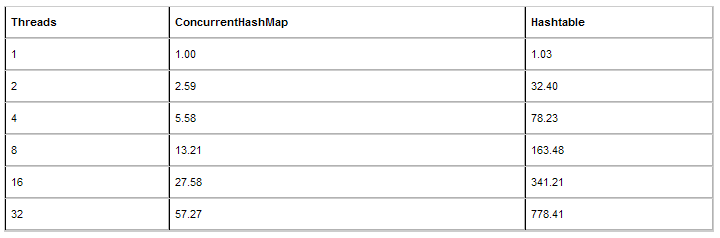 Threads ConcurrentHashMap Hashtable
1 1.00 1.03
2 2.59 32.40
4 5.58 78.23
8 13.21 163.48
16 27.58 341.21
32 57.27 778.41